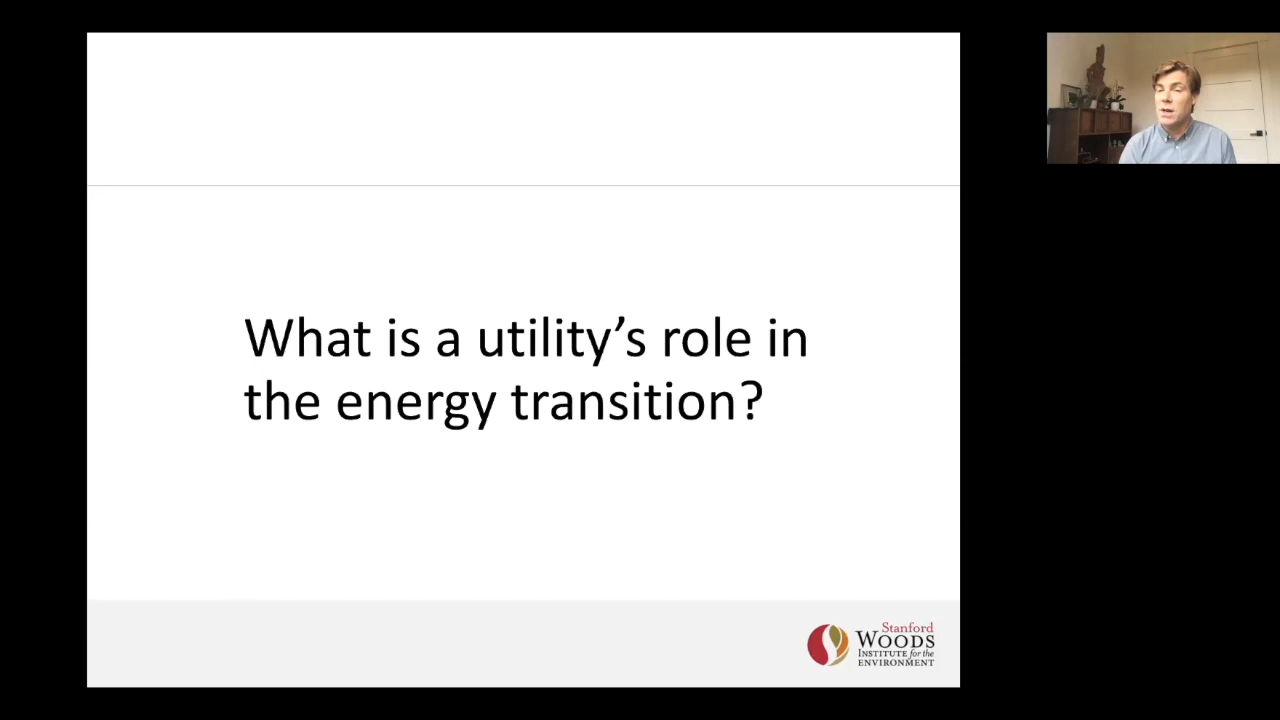 What is a utility’s role in
the energy transition?
Stanford
WOODS
INSTITUTE for the
ENVIRONMENT